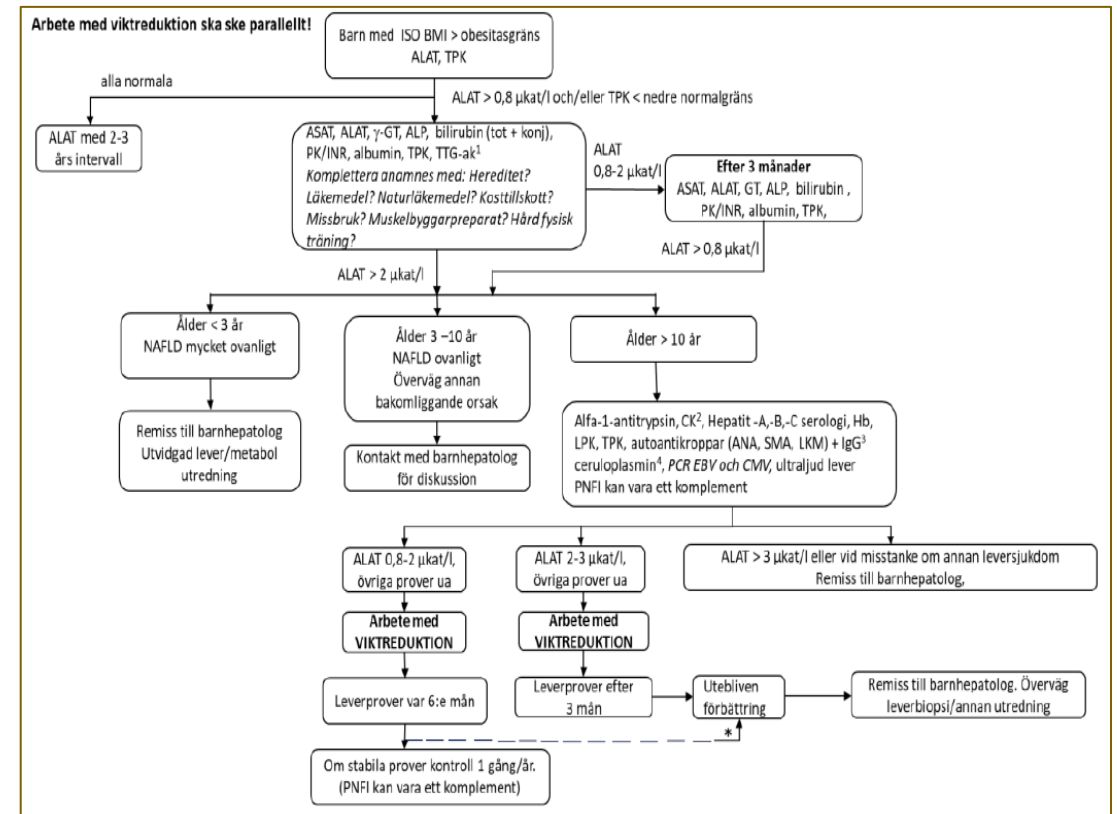 Arbete med viktreduktion ska ske parallellt!
Barn med ISO BMI > obesitasgräns
ALAT, TPK
alla normala
ALAT > 0,8 µkat/l och/eller TPK < nedre normalgräns
ALAT med 2-3
års intervall
ASAT, ALAT, γ-GT, ALP, bilirubin (tot + konj),
PK/INR, albumin, TPK, TTG-ak¹
Komplettera anamnes med: Hereditet?
Läkemedel? Naturläkemedel? Kosttillskott?
Missbruk? Muskelbyggarpreparat? Hård fysisk
träning?
ALAT
0,8-2 µkat/l
Efter 3 månader
ASAT, ALAT, GT, ALP, bilirubin ,
PK/INR, albumin, TPK,
ALAT > 0,8 µkat/l
ALAT > 2 µkat/l
Ålder < 3 år
NAFLD mycket ovanligt
Ålder 3 –10 år
NAFLD ovanligt
Överväg annan
bakomliggande orsak
Ålder > 10 år
Remiss till barnhepatolog
Utvidgad lever/metabol
utredning
Kontakt med barnhepatolog
för diskussion
Alfa-1-antitrypsin, CK², Hepatit -A,-B,-C serologi, Hb,
LPK, TPK, autoantikroppar (ANA, SMA, LKM) + IgG³
ceruloplasmin⁴, PCR EBV och CMV, ultraljud lever
PNFI kan vara ett komplement
ALAT 0,8-2 µkat/l,
övriga prover ua
ALAT 2-3 µkat/l,
övriga prover ua
ALAT > 3 µkat/l eller vid misstanke om annan leversjukdom
Remiss till barnhepatolog,
Arbete med
VIKTREDUKTION
Arbete med
VIKTREDUKTION
Leverprover var 6:e mån
Leverprover efter
3 mån
Utebliven
förbättring
Remiss till barnhepatolog. Överväg
leverbiopsi/annan utredning
*
Om stabila prover kontroll 1 gång/år.
(PNFI kan vara ett komplement)